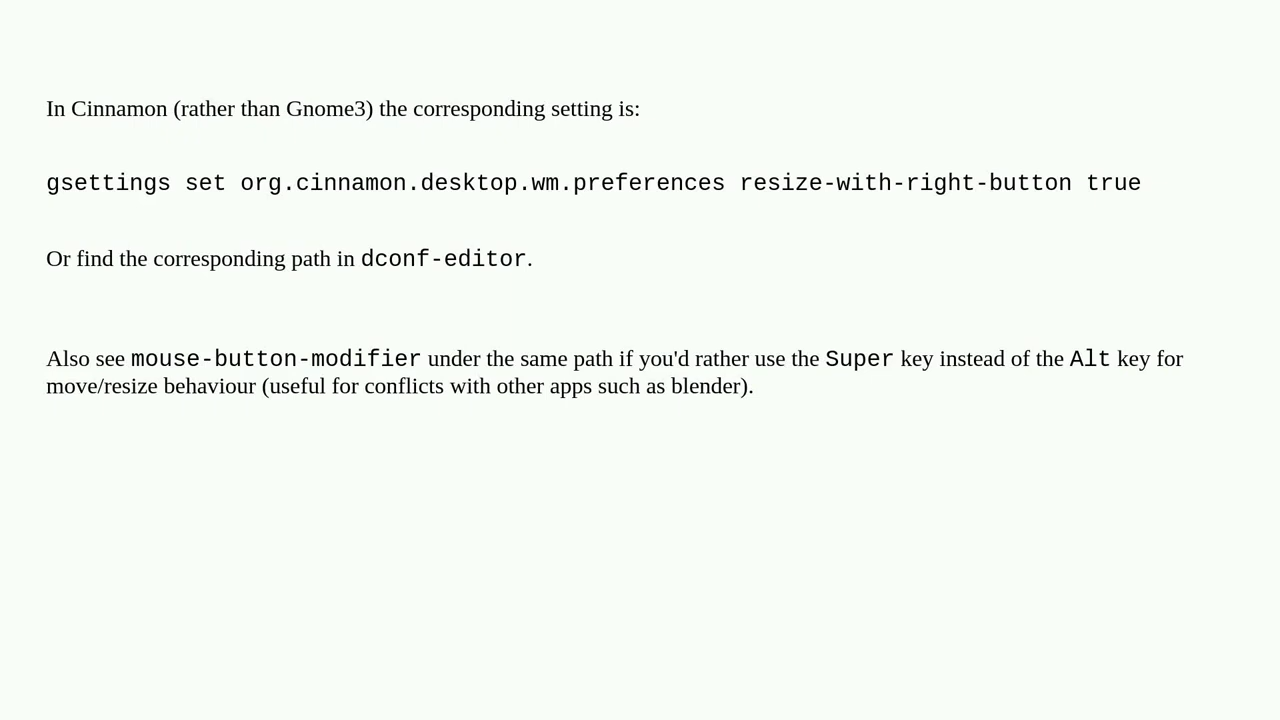 In Cinnamon (rather than Gnome3) the corresponding setting is:
gsettings set org.cinnamon.desktop.wm.preferences resize-with-right-button true
Or find the corresponding path in dconf-editor.
Also see mouse-button-modifier under the same path if you'd rather use the Super key instead of the Alt key for
move/resize behaviour (useful for conflicts with other apps such as blender).